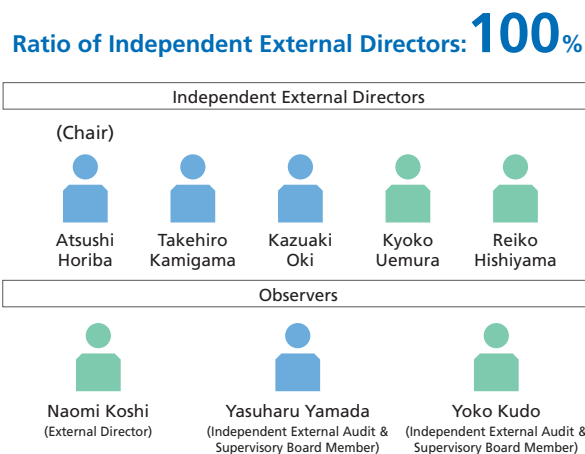 Ratio of Independent External Directors: 100%
Independent External Directors
(Chair)
Atsushi Horiba
Takehiro Kamigama
Kazuaki Oki
Kyoko Uemura
Reiko Hishiyama
Observers
Naomi Koshi
(External Director)
Yasuharu Yamada
(Independent External Audit &
Supervisory Board Member)
Yoko Kudo
(Independent External Audit &
Supervisory Board Member)